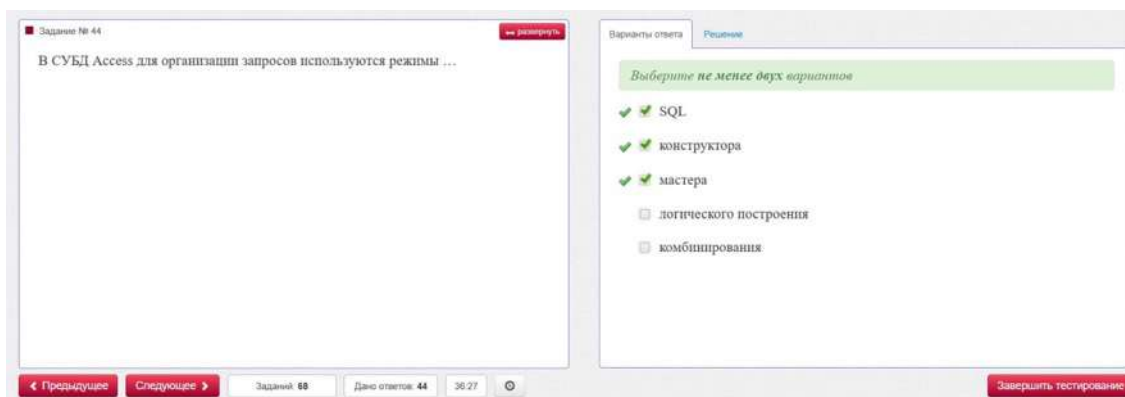 Задание № 44
развернуть
В СУБД Access для организации запросов используются режимы …
Варианты ответа
Решение
Выберите не менее двух вариантов
SQL
конструктора
мастера
логического построения
комбинирования
Предыдущее
Следующее
Заданий: 68
Дано ответов: 44
36:27
Завершить тестирование